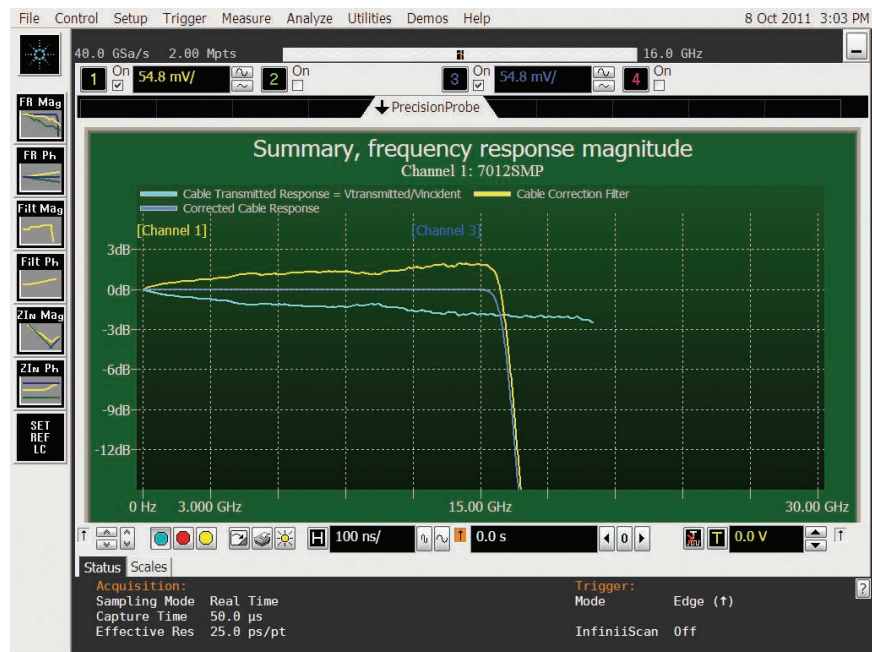 File Control Setup Trigger Measure Analyze Utilities Demos Help 8 Oct 2011 3:03 PM
40.0 GSa/s 2.00 Mpts 16.0 GHz
1 On 54.8 mV/ 2 On 3 On 54.8 mV/ 4 On
PrecisionProbe
FR Mag
FR Ph
Filt Mag
Filt Ph
ZIN Mag
ZIN Ph
SET
REF
LC
Summary, frequency response magnitude
Channel 1: 7012SMP
Cable Transmitted Response = Vtransmitted/Vincident Cable Correction Filter
Corrected Cable Response
[Channel 1] [Channel 3]
3dB
0dB
-3dB
-6dB
-9dB
-12dB
0 Hz 3.000 GHz 15.00 GHz 30.00 GHz
H 100 ns/ 0.0 s 0 T 0.0 V
Status Scales
Acquisition: Trigger:
Sampling Mode Real Time Mode Edge (↑)
Capture Time 50.0 µs
Effective Res 25.0 ps/pt InfiniiScan Off
?